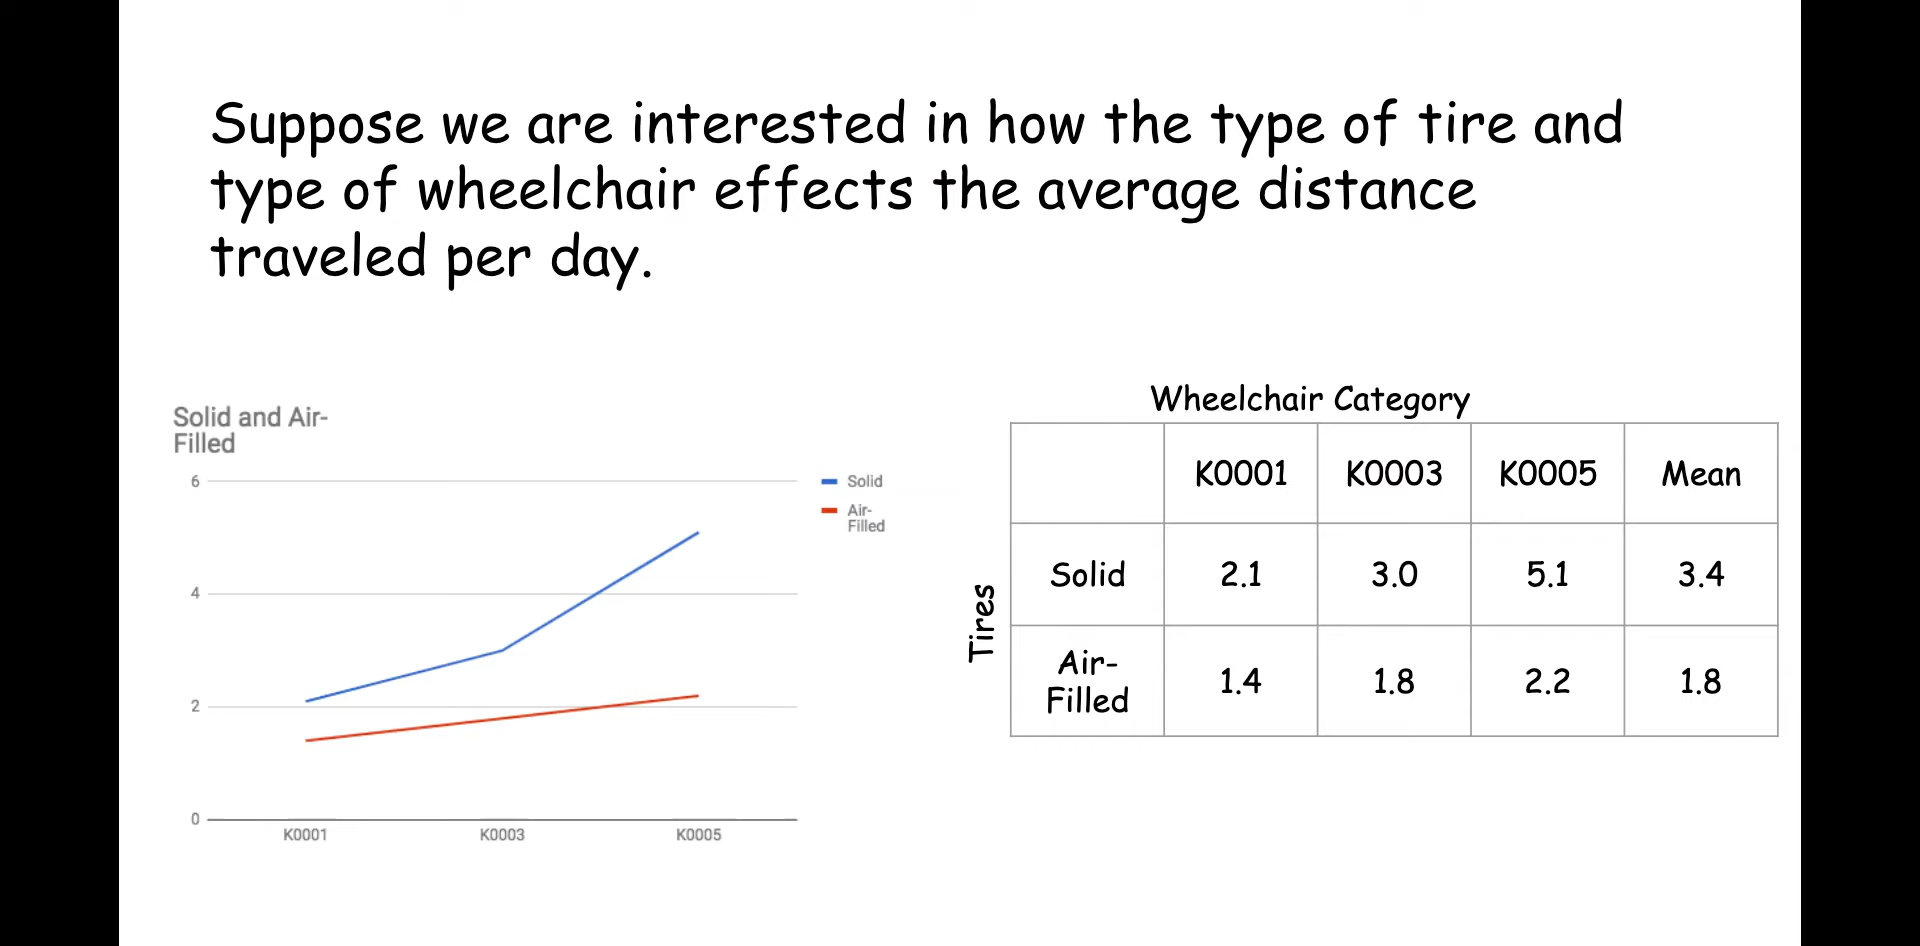 Suppose we are interested in how the type of tire and
type of wheelchair effects the average distance
traveled per day.
Solid and Air-
Filled
6
4
2
0
K0001 K0003 K0005
Solid
Air-
Filled
Wheelchair Category
Tires
K0001 K0003 K0005 Mean
Solid 2.1 3.0 5.1 3.4
Air-
Filled 1.4 1.8 2.2 1.8